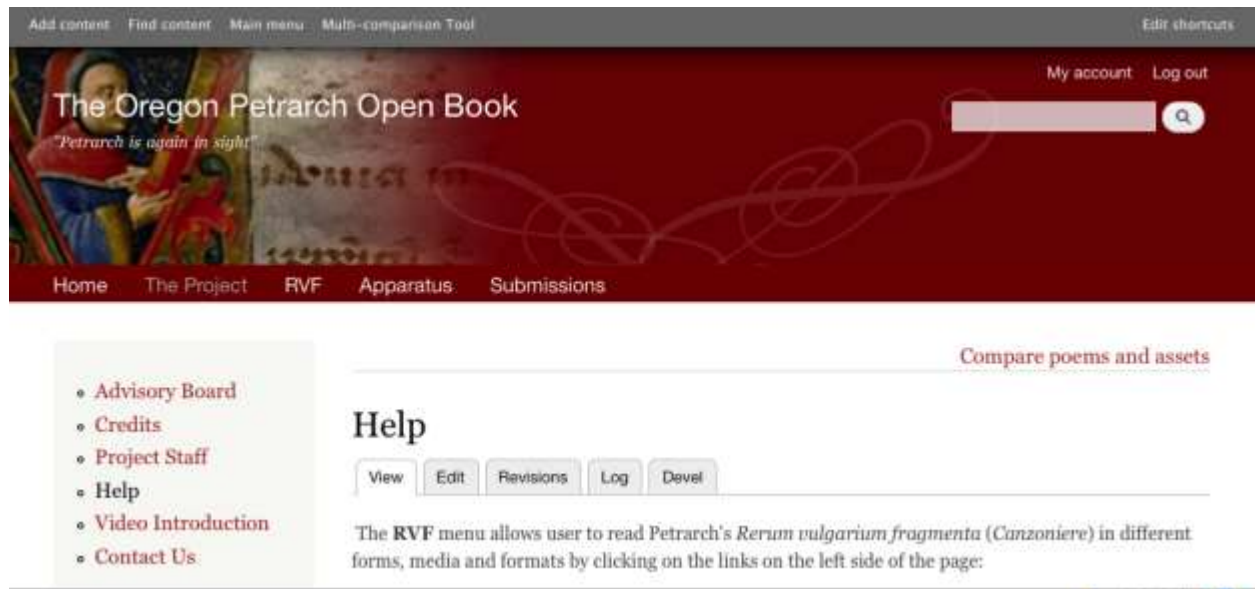 Add content Find content Main menu Multi-comparison Tool Edit shortcuts
My account Log out
The Oregon Petrarch Open Book
"Petrarch is again in sight"
Home The Project RVF Apparatus Submissions
Compare poems and assets
Advisory Board
Credits
Project Staff
Help
Video Introduction
Contact Us
Help
View Edit Revisions Log Devel
The RVF menu allows user to read Petrarch's Rerum vulgarium fragmenta (Canzoniere) in different
forms, media and formats by clicking on the links on the left side of the page: